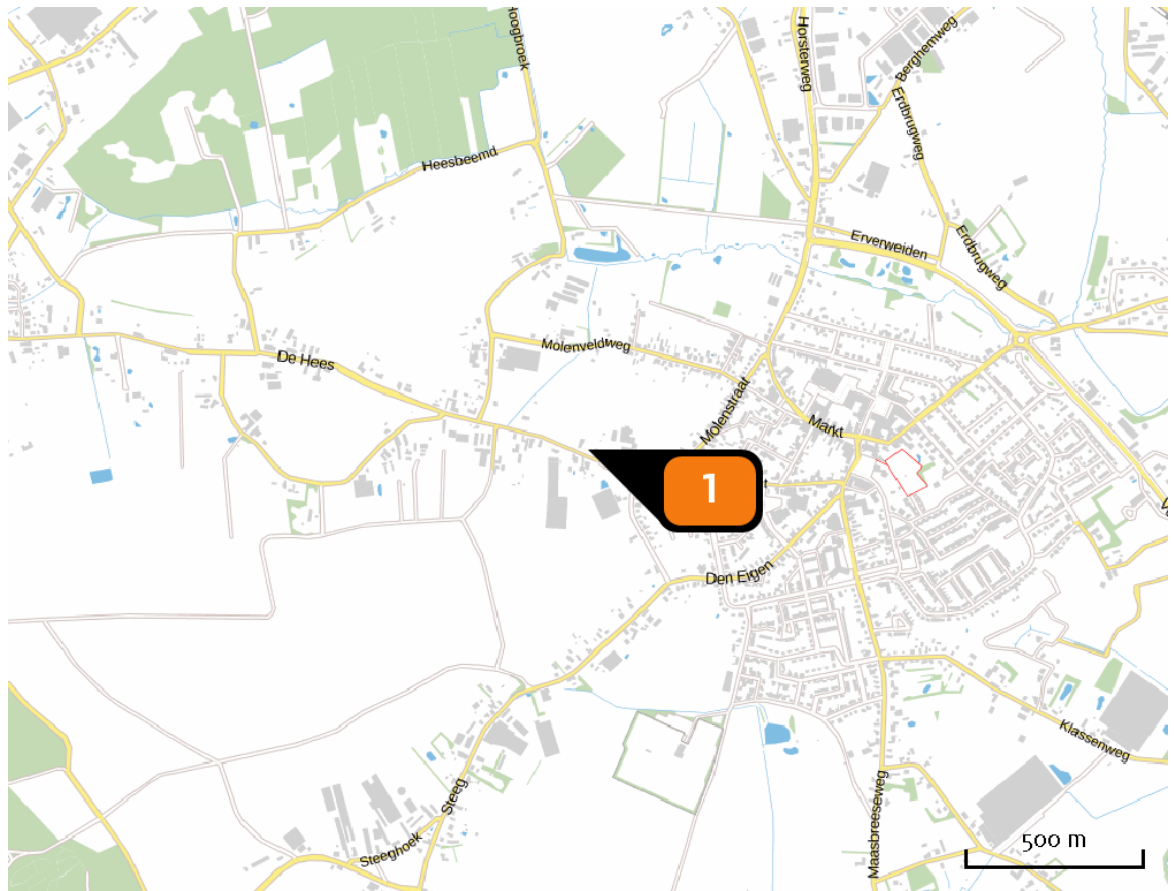 Hoogbroek
Horsterweg
Berghemweg
Erdbrugweg
Heesbeemd
Erverweiden
Erdbrugweg
Molenveldweg
De Hees
Molenstraat
Markt
1
Den Eigen
Klassenweg
Maasbreeseweg
Steeg
Steeghoek
500 m